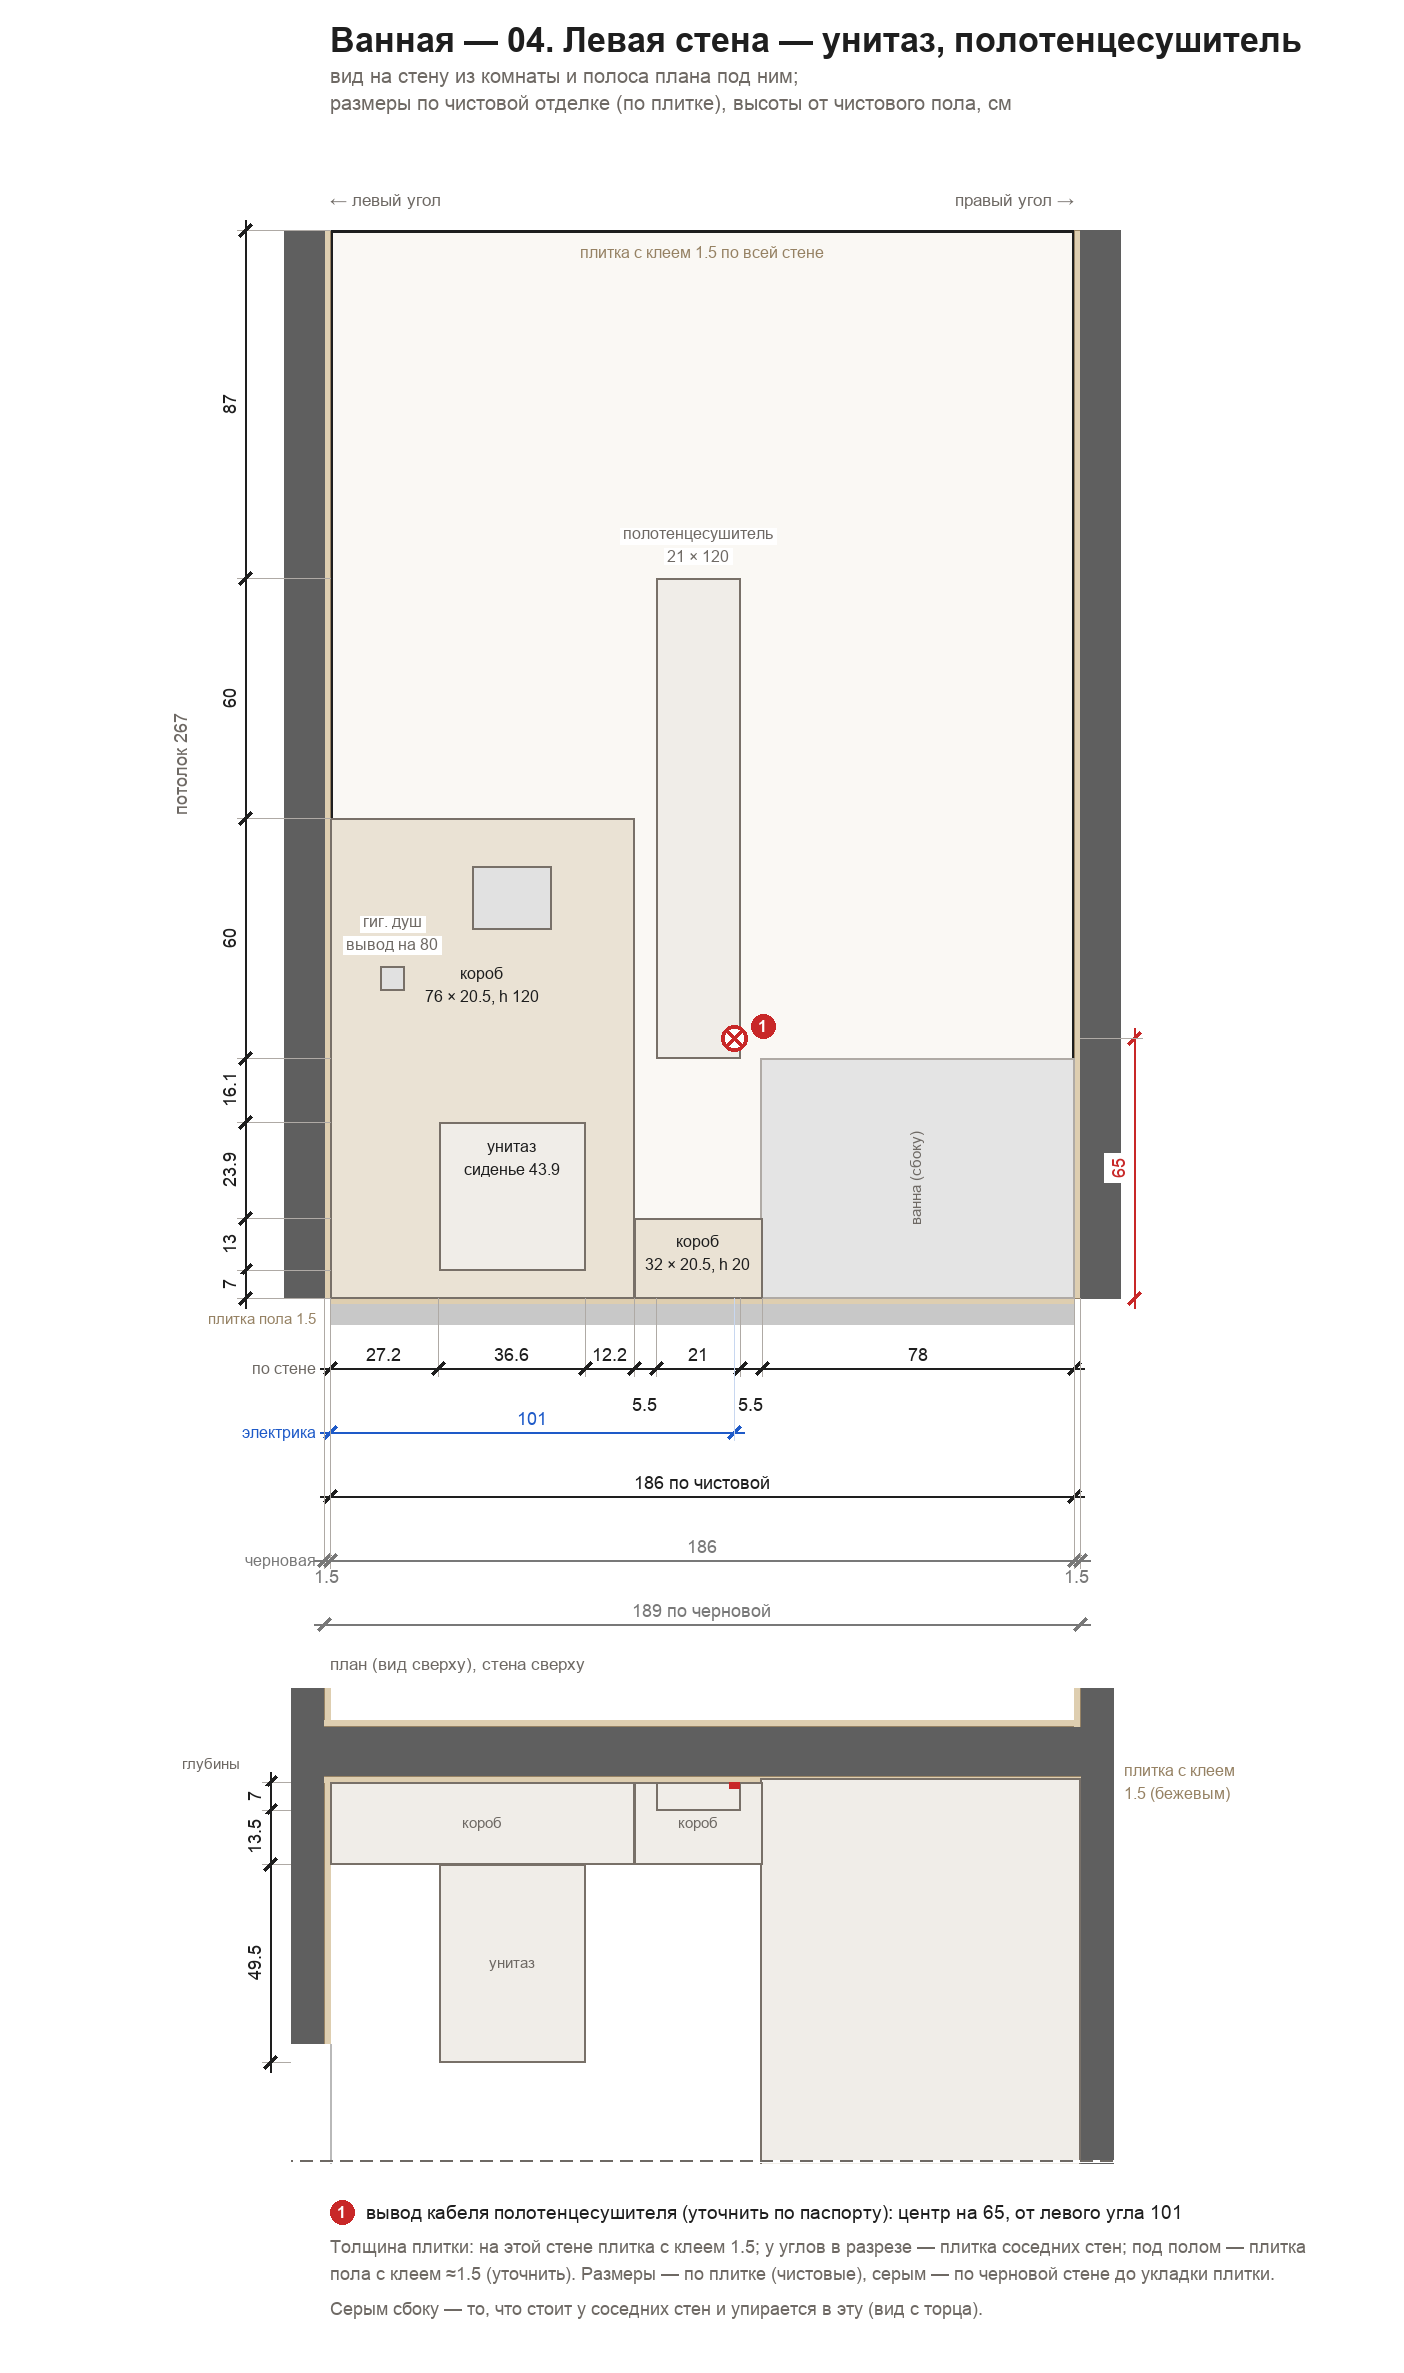 Ванная — 04. Левая стена — унитаз, полотенцесушитель
вид на стену из комнаты и полоса плана под ним;
размеры по чистовой отделке (по плитке), высоты от чистового пола, см
← левый угол
правый угол →
плитка с клеем 1.5 по всей стене
87
полотенцесушитель
21 × 120
60
потолок 267
60
гиг. душ
вывод на 80
короб
76 × 20.5, h 120
1
16.1
унитаз
сиденье 43.9
ванна (сбоку)
65
23.9
13
короб
32 × 20.5, h 20
7
плитка пола 1.5
по стене
27.2
36.6
12.2
21
78
5.5
5.5
электрика
101
186 по чистовой
черновая
186
1.5
1.5
189 по черновой
план (вид сверху), стена сверху
глубины
плитка с клеем
1.5 (бежевым)
7
13.5
короб
короб
49.5
унитаз
1 вывод кабеля полотенцесушителя (уточнить по паспорту): центр на 65, от левого угла 101
Толщина плитки: на этой стене плитка с клеем 1.5; у углов в разрезе — плитка соседних стен; под полом — плитка
пола с клеем ≈1.5 (уточнить). Размеры — по плитке (чистовые), серым — по черновой стене до укладки плитки.
Серым сбоку — то, что стоит у соседних стен и упирается в эту (вид с торца).